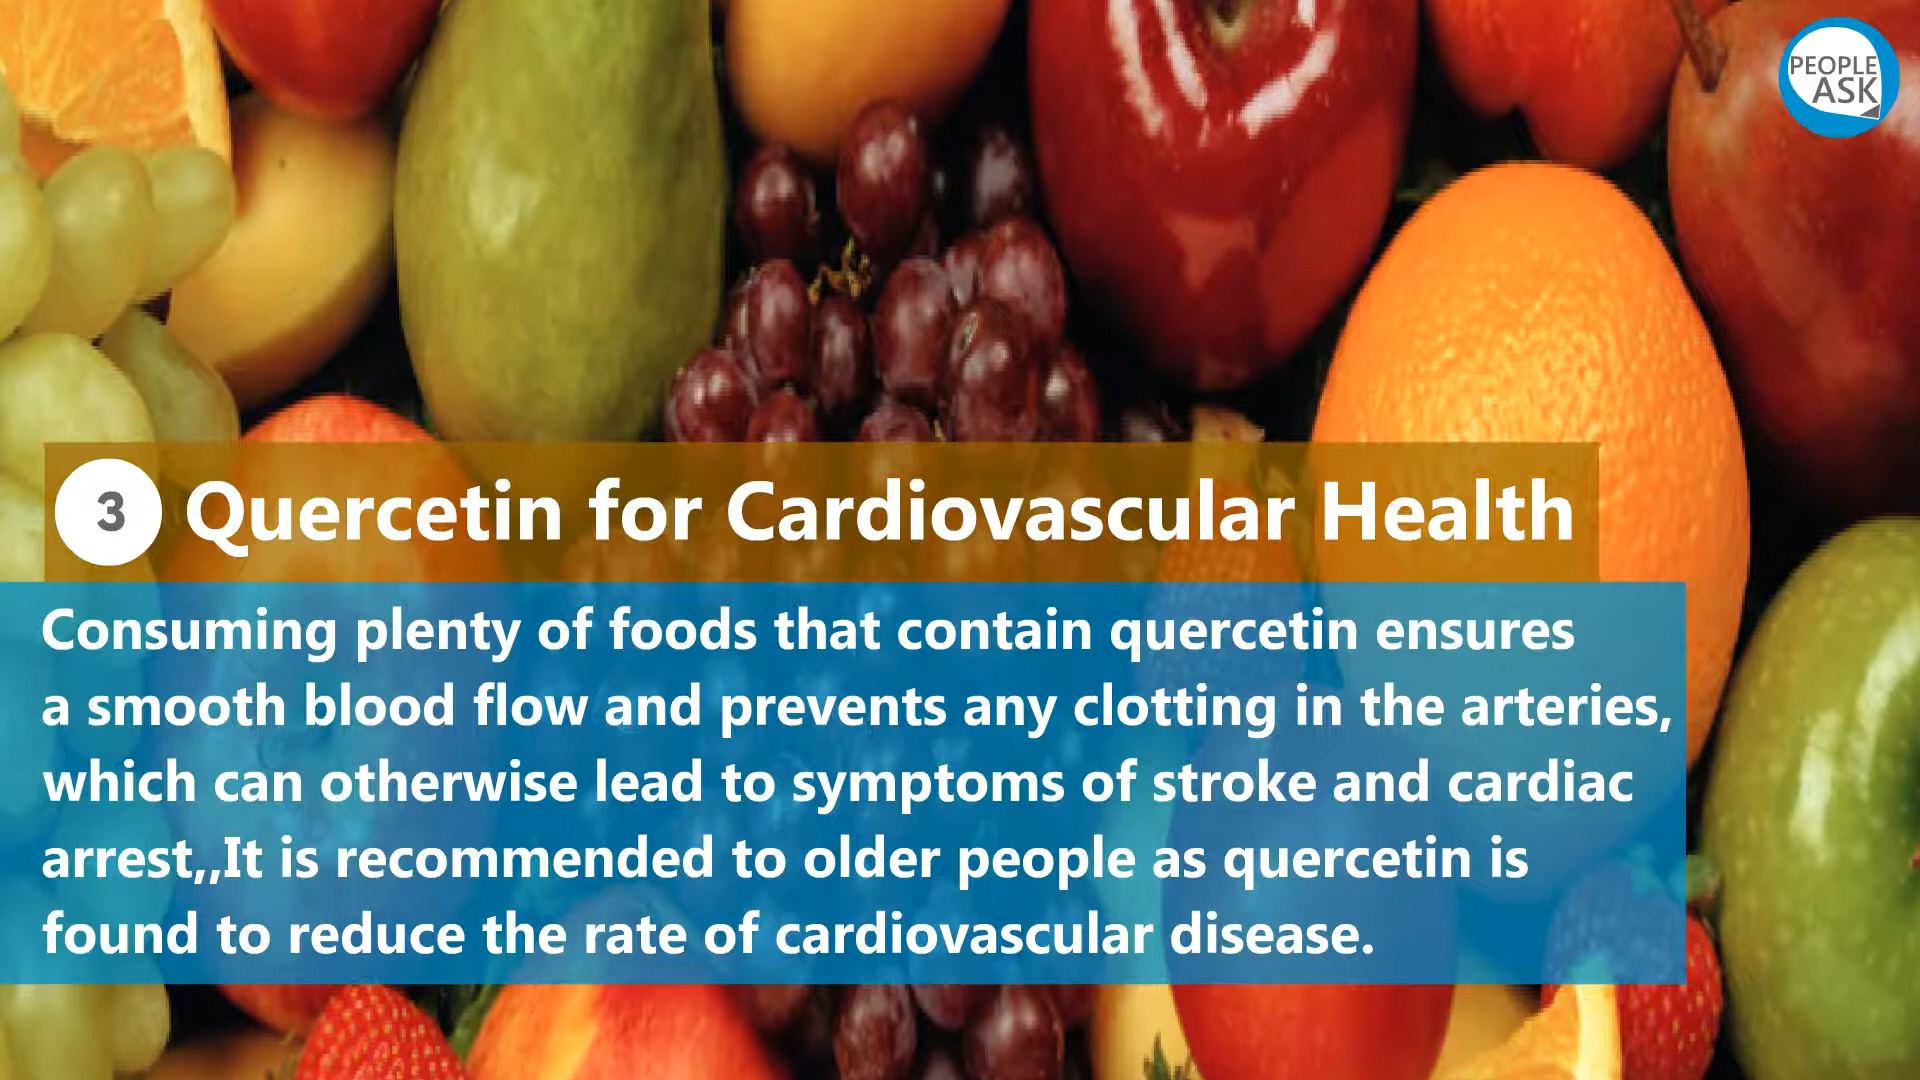 PEOPLE
ASK
3 Quercetin for Cardiovascular Health
Consuming plenty of foods that contain quercetin ensures
a smooth blood flow and prevents any clotting in the arteries,
which can otherwise lead to symptoms of stroke and cardiac
arrest,,It is recommended to older people as quercetin is
found to reduce the rate of cardiovascular disease.